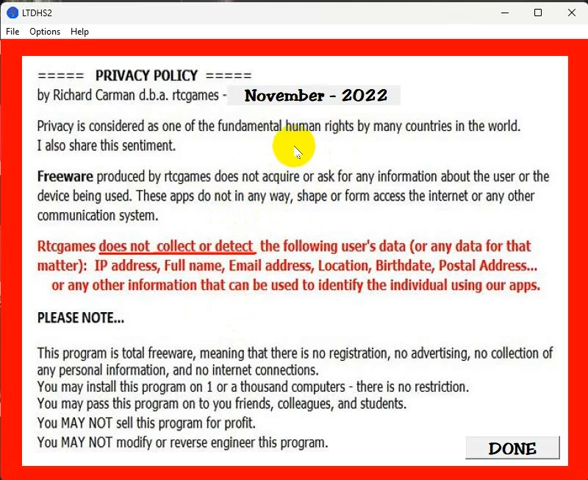 LTDHS2
File Options Help
===== PRIVACY POLICY =====
by Richard Carman d.b.a. rtcgames - November - 2022
Privacy is considered as one of the fundamental human rights by many countries in the world.
I also share this sentiment.
Freeware produced by rtcgames does not acquire or ask for any information about the user or the
device being used. These apps do not in any way, shape or form access the internet or any other
communication system.
Rtcgames does not collect or detect the following user's data (or any data for that
matter): IP address, Full name, Email address, Location, Birthdate, Postal Address...
or any other information that can be used to identify the individual using our apps.
PLEASE NOTE...
This program is total freeware, meaning that there is no registration, no advertising, no collection of
any personal information, and no internet connections.
You may install this program on 1 or a thousand computers - there is no restriction.
You may pass this program on to you friends, colleagues, and students.
You MAY NOT sell this program for profit.
You MAY NOT modify or reverse engineer this program.
DONE